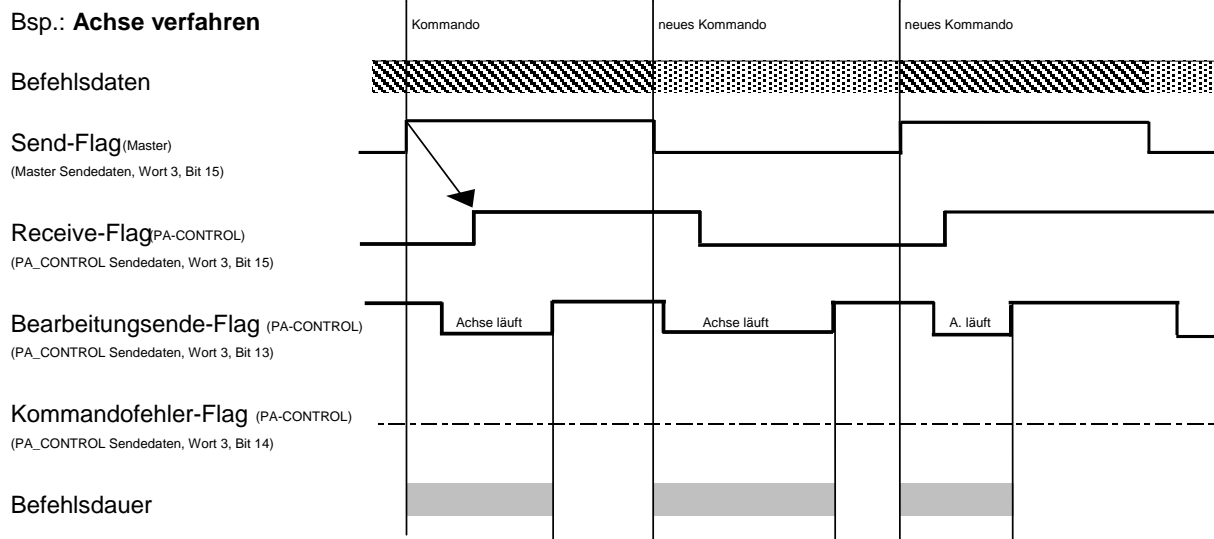 Bsp.: Achse verfahren
Kommando
neues Kommando
neues Kommando
Befehlsdaten
Send-Flag (Master)
(Master Sendedaten, Wort 3, Bit 15)
Receive-Flag (PA-CONTROL)
(PA_CONTROL Sendedaten, Wort 3, Bit 15)
Bearbeitungsende-Flag (PA-CONTROL)
(PA_CONTROL Sendedaten, Wort 3, Bit 13)
Achse läuft
Achse läuft
A. läuft
Kommandofehler-Flag (PA-CONTROL)
(PA_CONTROL Sendedaten, Wort 3, Bit 14)
Befehlsdauer